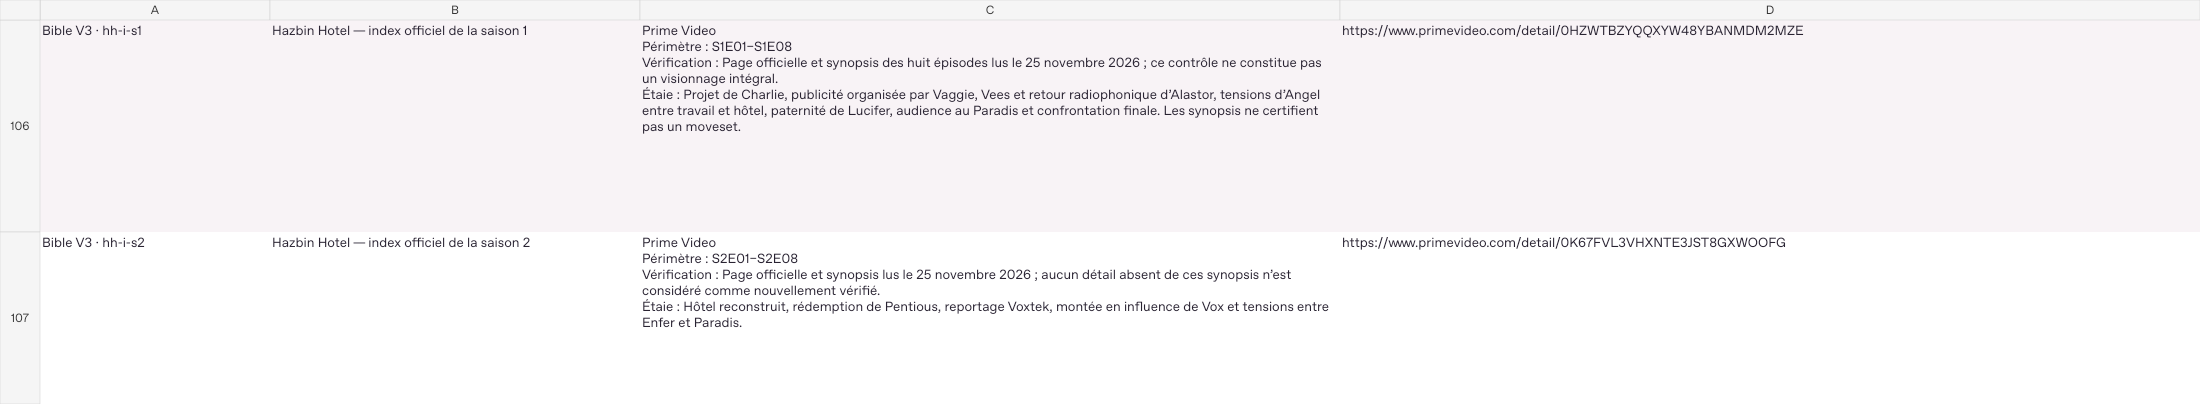 A B C D
106
Bible V3 · hh-i-s1
Hazbin Hotel — index officiel de la saison 1
Prime Video
Périmètre : S1E01–S1E08
Vérification : Page officielle et synopsis des huit épisodes lus le 25 novembre 2026 ; ce contrôle ne constitue pas
un visionnage intégral.
Étaie : Projet de Charlie, publicité organisée par Vaggie, Vees et retour radiophonique d’Alastor, tensions d’Angel
entre travail et hôtel, paternité de Lucifer, audience au Paradis et confrontation finale. Les synopsis ne certifient
pas un moveset.
https://www.primevideo.com/detail/0HZWTBZYQQXYW48YBANMDM2MZE
107
Bible V3 · hh-i-s2
Hazbin Hotel — index officiel de la saison 2
Prime Video
Périmètre : S2E01–S2E08
Vérification : Page officielle et synopsis lus le 25 novembre 2026 ; aucun détail absent de ces synopsis n’est
considéré comme nouvellement vérifié.
Étaie : Hôtel reconstruit, rédemption de Pentious, reportage Voxtek, montée en influence de Vox et tensions entre
Enfer et Paradis.
https://www.primevideo.com/detail/0K67FVL3VHXNTE3JST8GXWOOFG